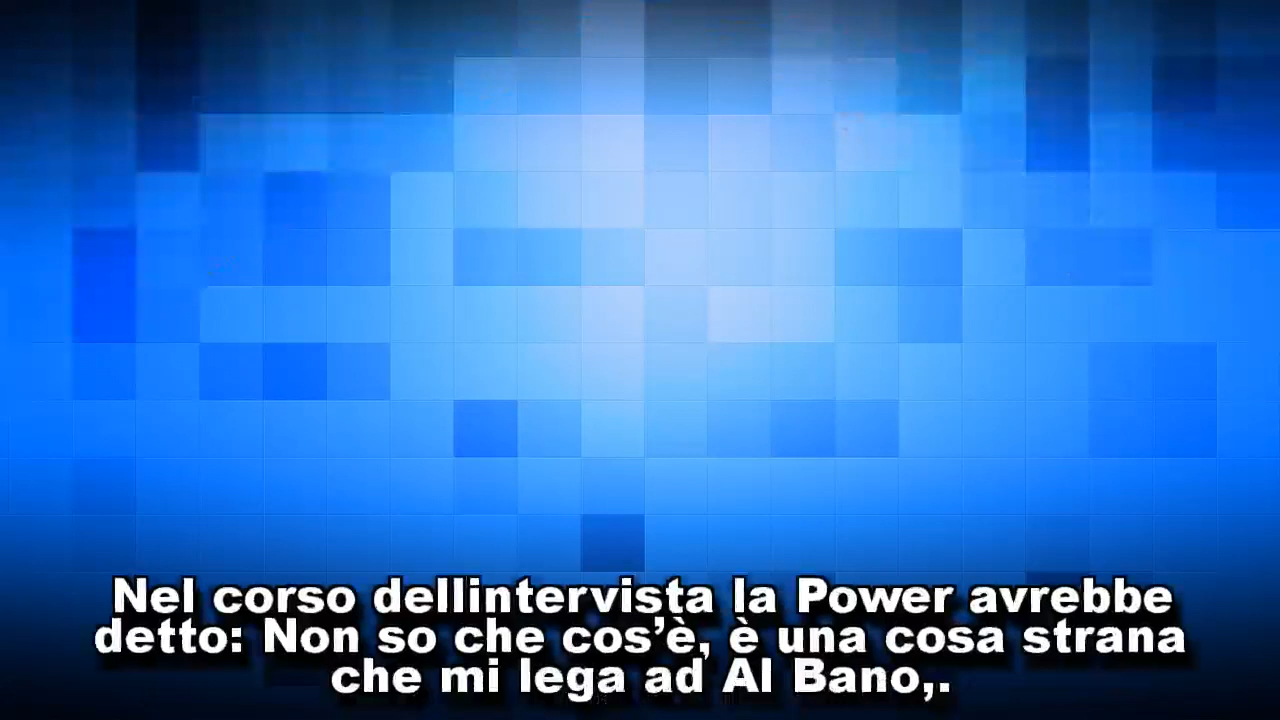 Nel corso dellintervista la Power avrebbe
detto: Non so che cos’è, è una cosa strana
che mi lega ad Al Bano,.